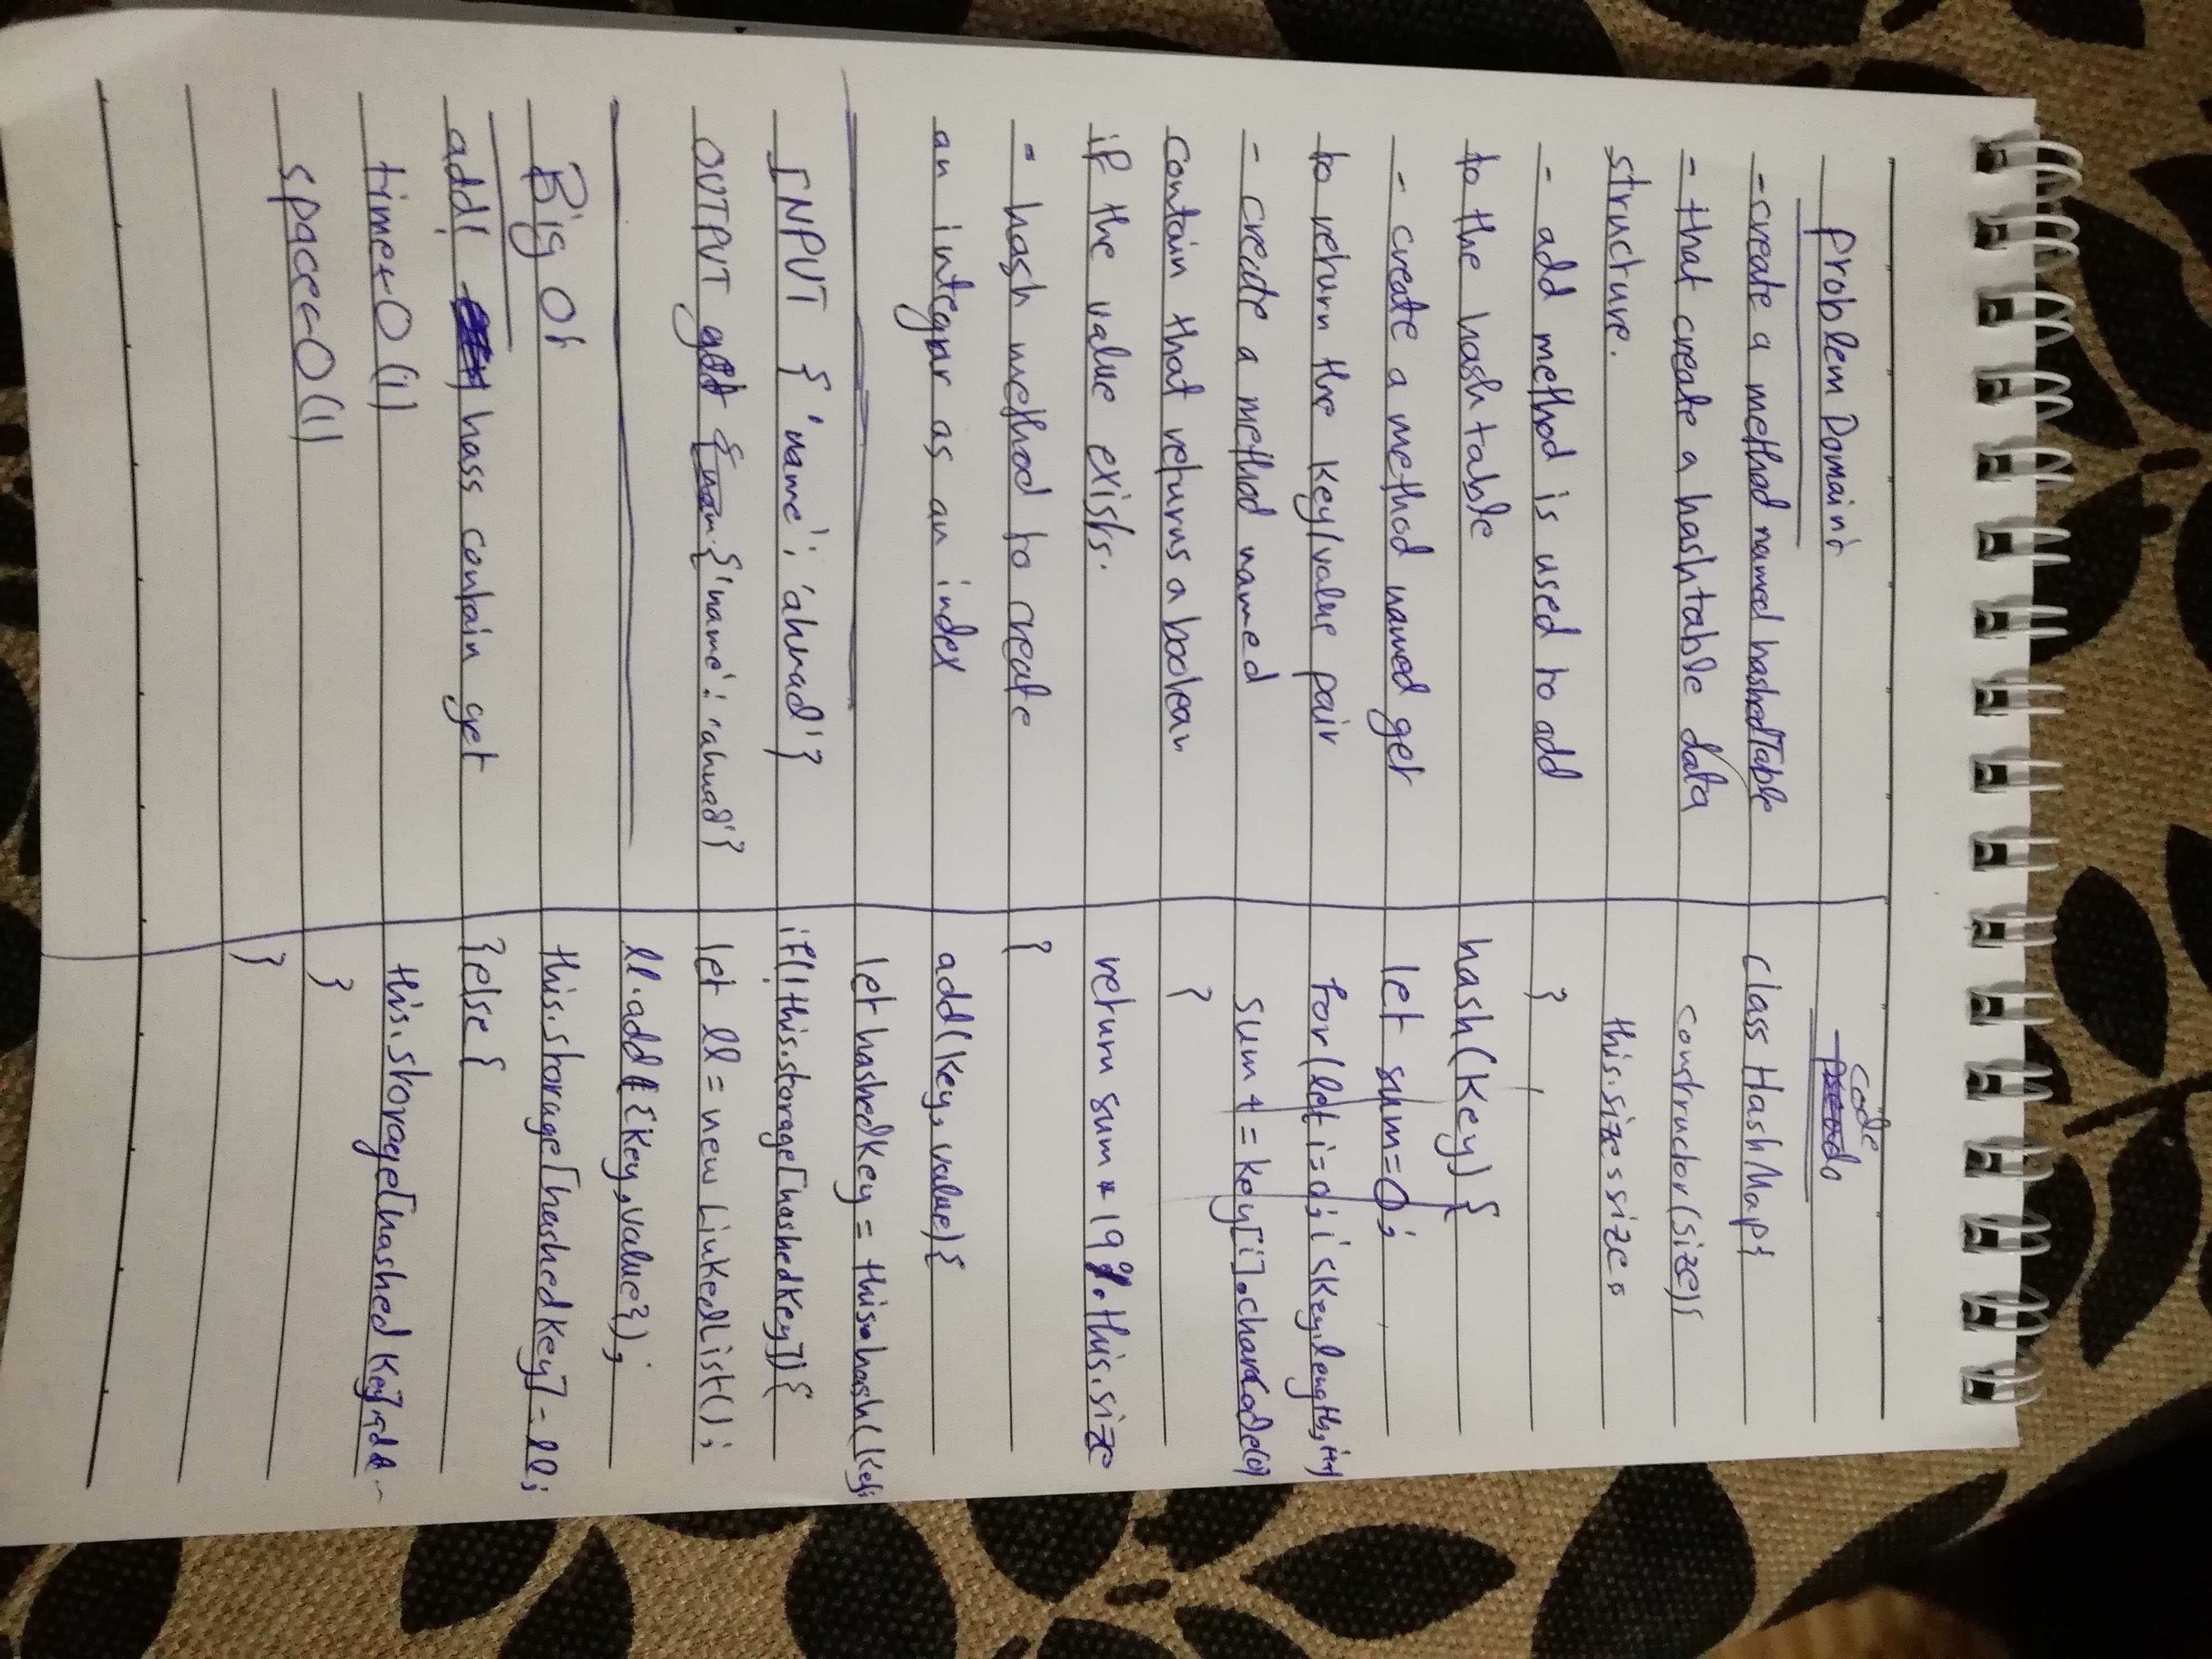 Problem Domain:
-create a method named hashedTable
- that create a hashtable data
structure.
- add method is used to add
to the hash table
- create a method named get
to return the key/value pair
- create a method named
contain that returns a boolean
if the value exists.
- hash method to create
an integar as an index
INPUT { 'name': 'ahmad'}
OUTPUT get {'name': 'ahmad'}
Big O:
add: hass contain get
time<-O(1)
space<-O(1)
code
pseudo
class HashMap{
constructor(size){
this.size=size;
}
hash(key) {
let sum=0;
for(let i=0; i<key.length; i++)
sum += key[i].charCode(0)
}
return sum * 19 % this.size
}
add(key, value){
let hashedKey = this.hash(key;
if(!this.storage[hashedKey]){
let ll = new LinkedList();
ll.add({key,value});
this.storage[hashedKey]=ll;
}else{
this.storage[hashed Key].add
}
}